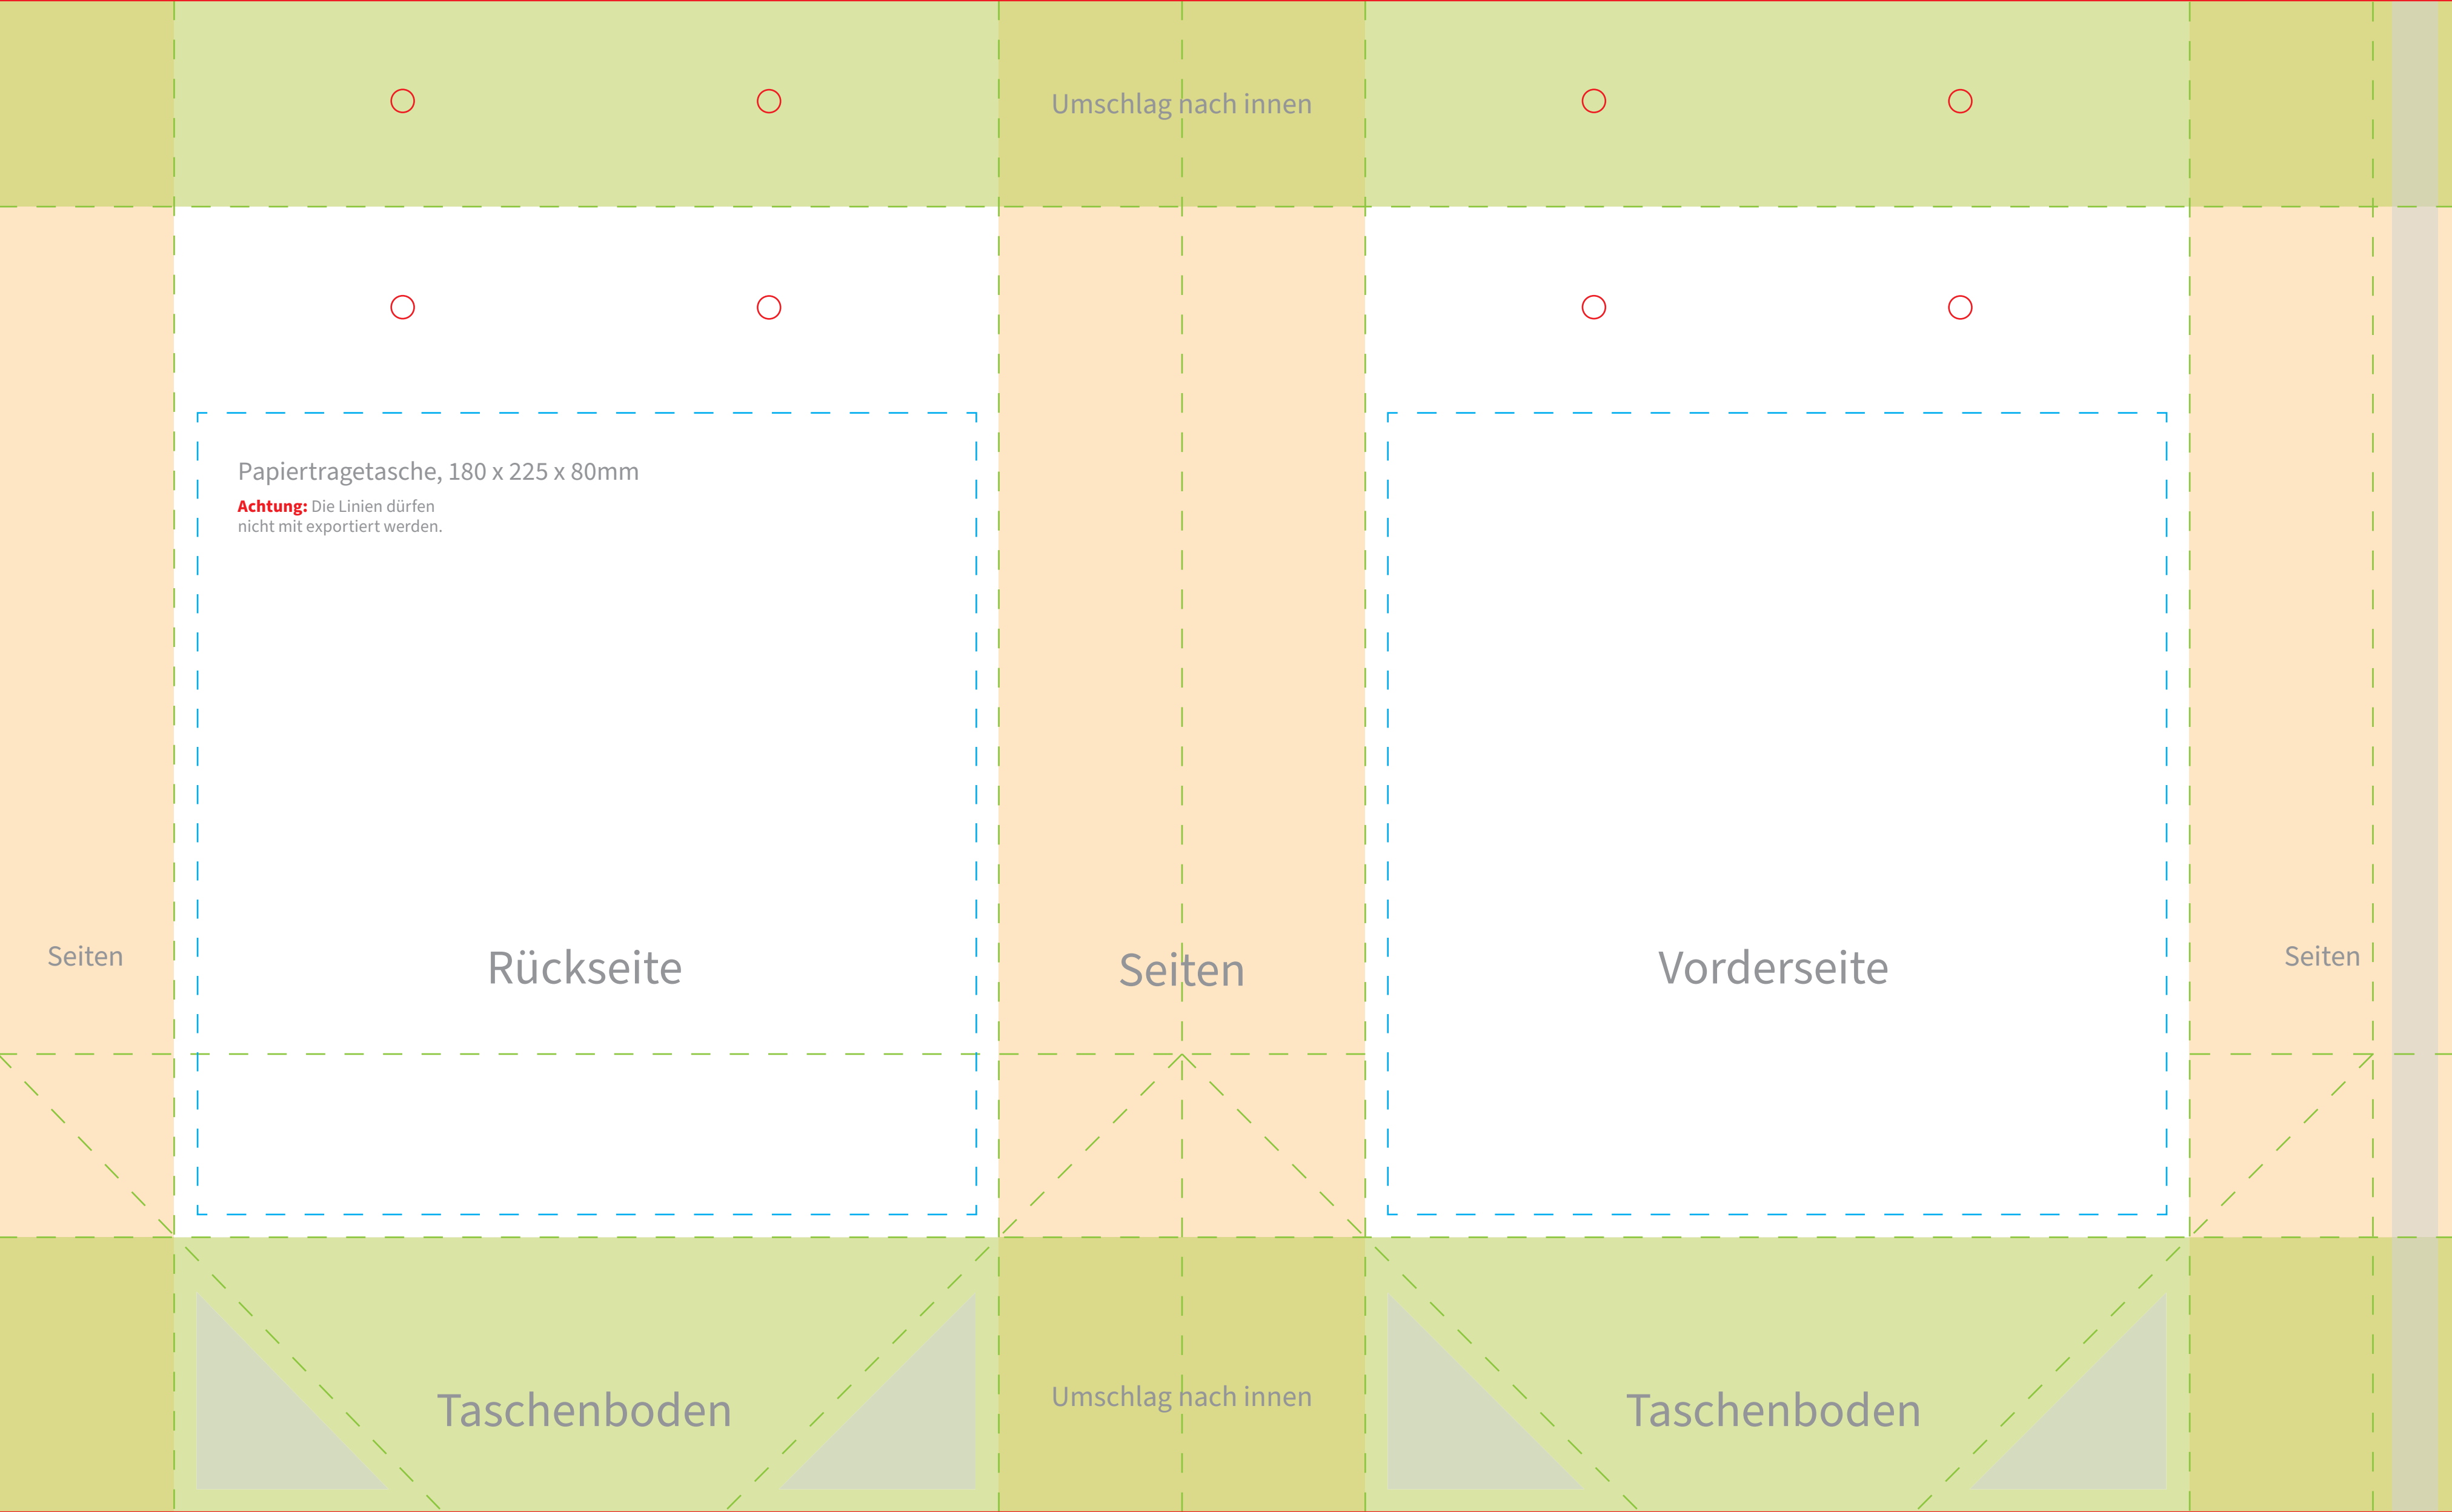 Umschlag nach innen
Papiertragetasche, 180 x 225 x 80mm
Achtung: Die Linien dürfen
nicht mit exportiert werden.
Seiten
Rückseite
Seiten
Vorderseite
Seiten
Taschenboden
Umschlag nach innen
Taschenboden